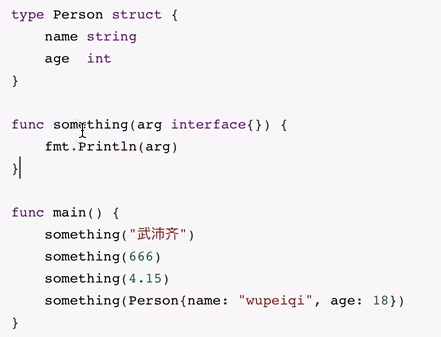 type Person struct {
    name string
    age  int
}

func something(arg interface{}) {
    fmt.Println(arg)
}

func main() {
    something("武沛齐")
    something(666)
    something(4.15)
    something(Person{name: "wupeiqi", age: 18})
}